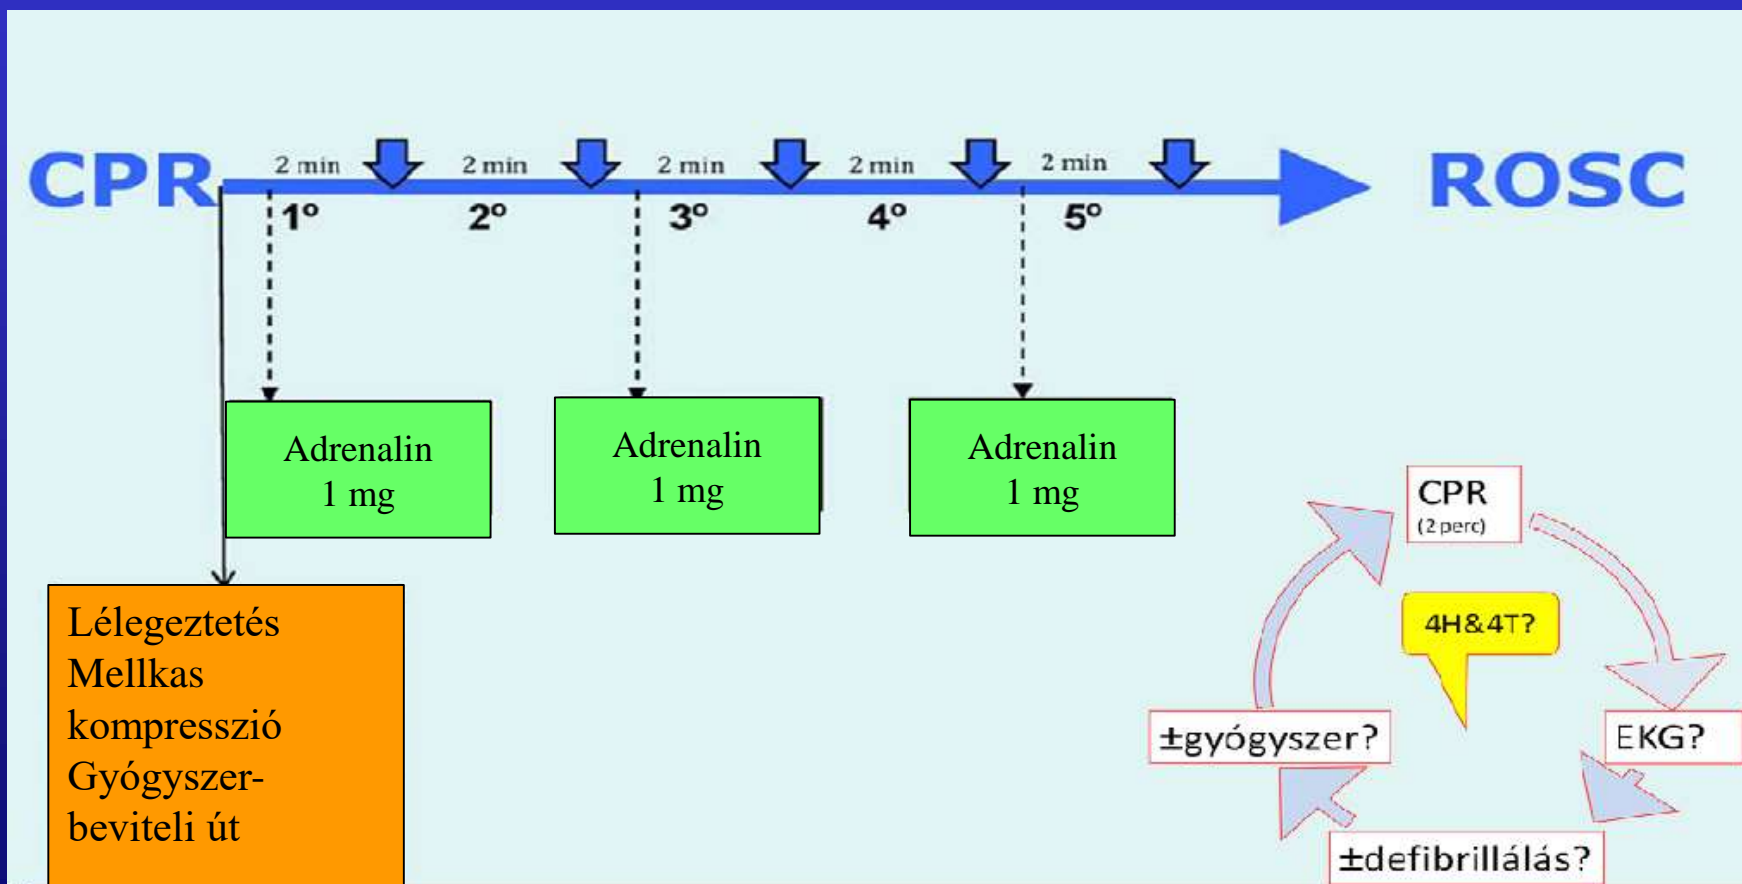 CPR
2 min
2 min
2 min
2 min
2 min
ROSC
1º
2º
3º
4º
5º
Adrenalin
1 mg
Adrenalin
1 mg
Adrenalin
1 mg
Lélegeztetés
Mellkas
kompresszió
Gyógyszer-
beviteli út
CPR
(2 perc)
4H&4T?
±gyógyszer?
EKG?
±defibrillálás?